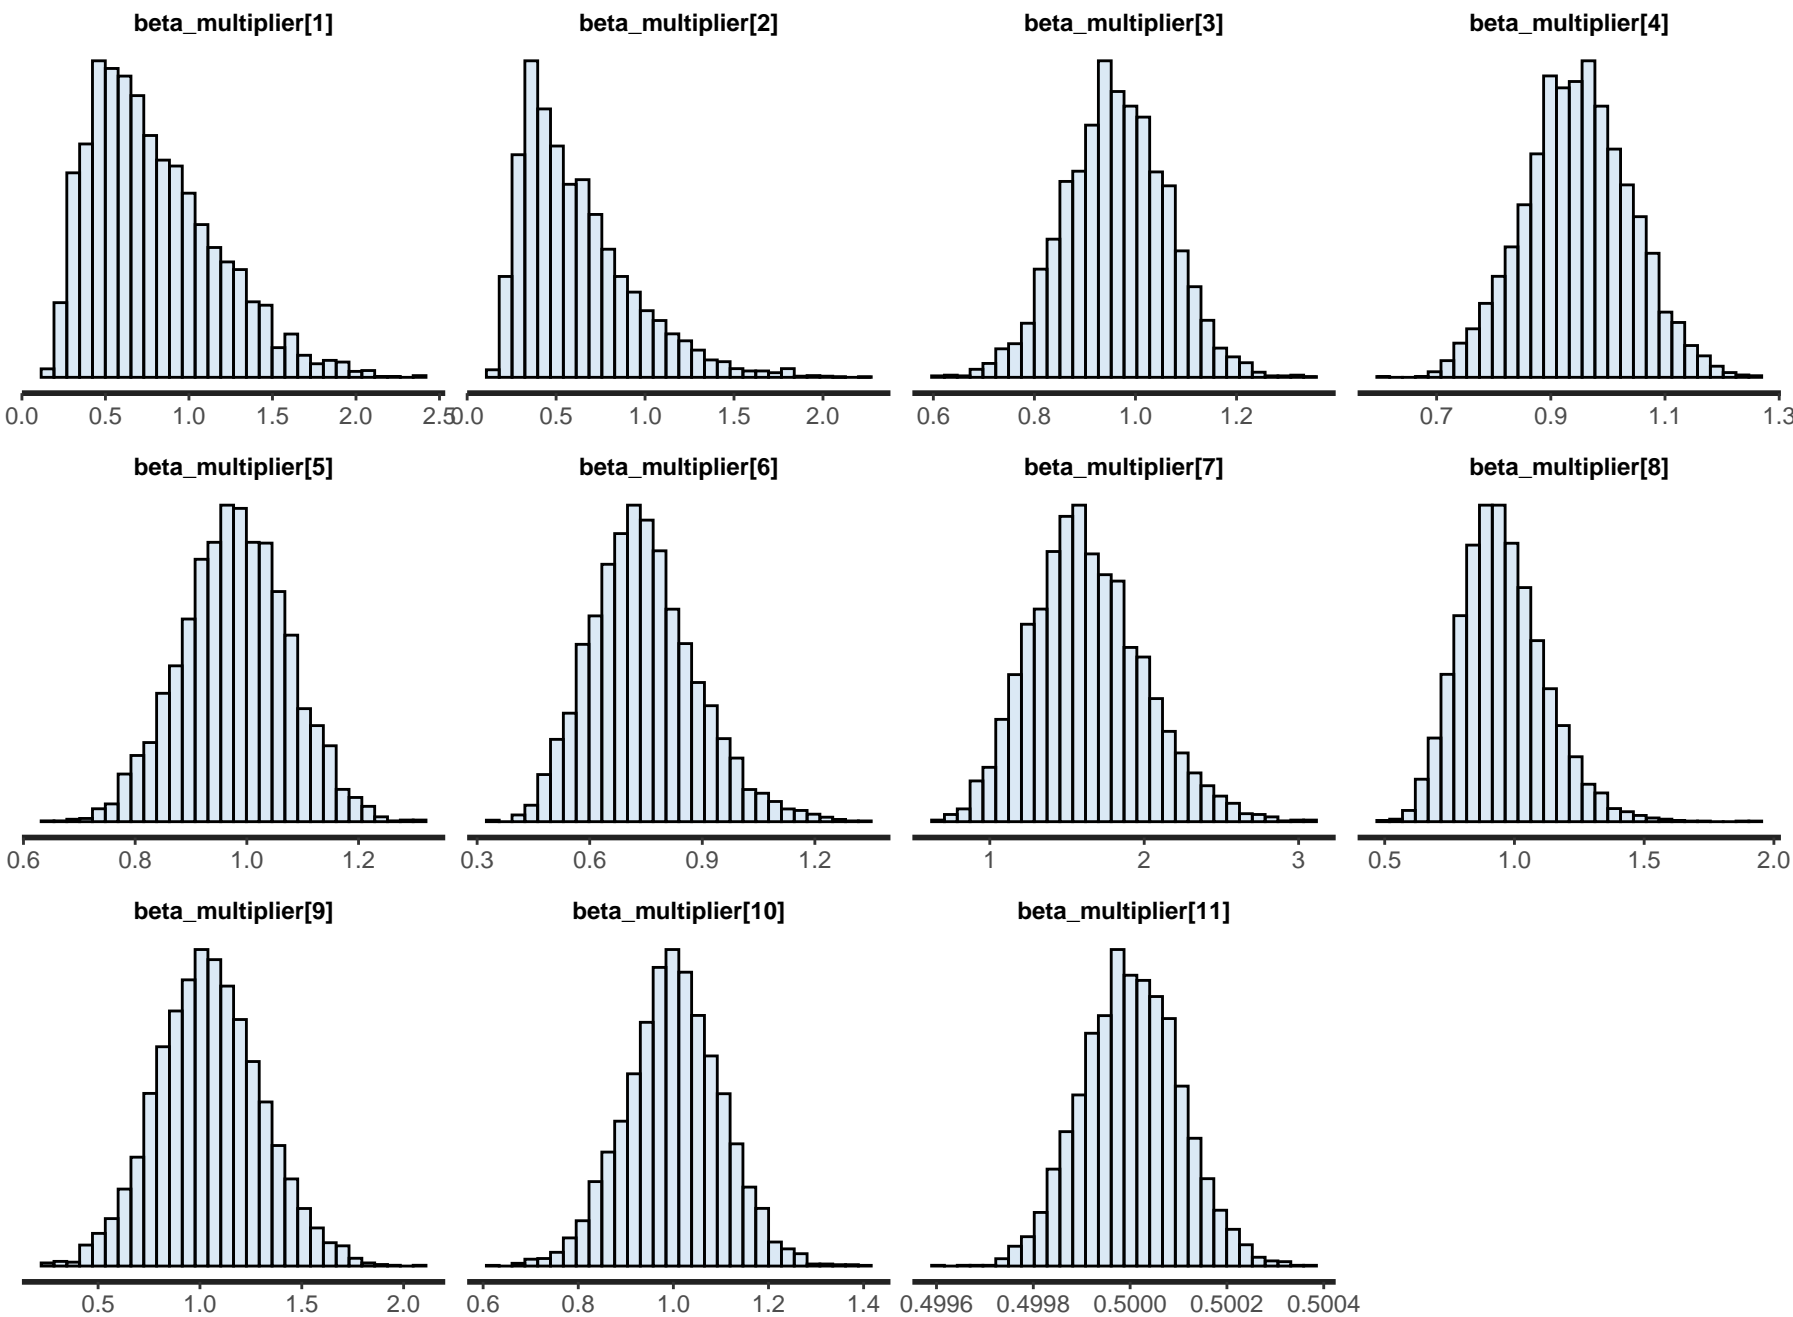 beta_multiplier[1] beta_multiplier[2] beta_multiplier[3] beta_multiplier[4]
0.0 0.5 1.0 1.5 2.0 2.5 0.0 0.5 1.0 1.5 2.0 0.6 0.8 1.0 1.2 0.7 0.9 1.1 1.3
beta_multiplier[5] beta_multiplier[6] beta_multiplier[7] beta_multiplier[8]
0.6 0.8 1.0 1.2 0.3 0.6 0.9 1.2 1 2 3 0.5 1.0 1.5 2.0
beta_multiplier[9] beta_multiplier[10] beta_multiplier[11]
0.5 1.0 1.5 2.0 0.6 0.8 1.0 1.2 1.4 0.4996 0.4998 0.5000 0.5002 0.5004